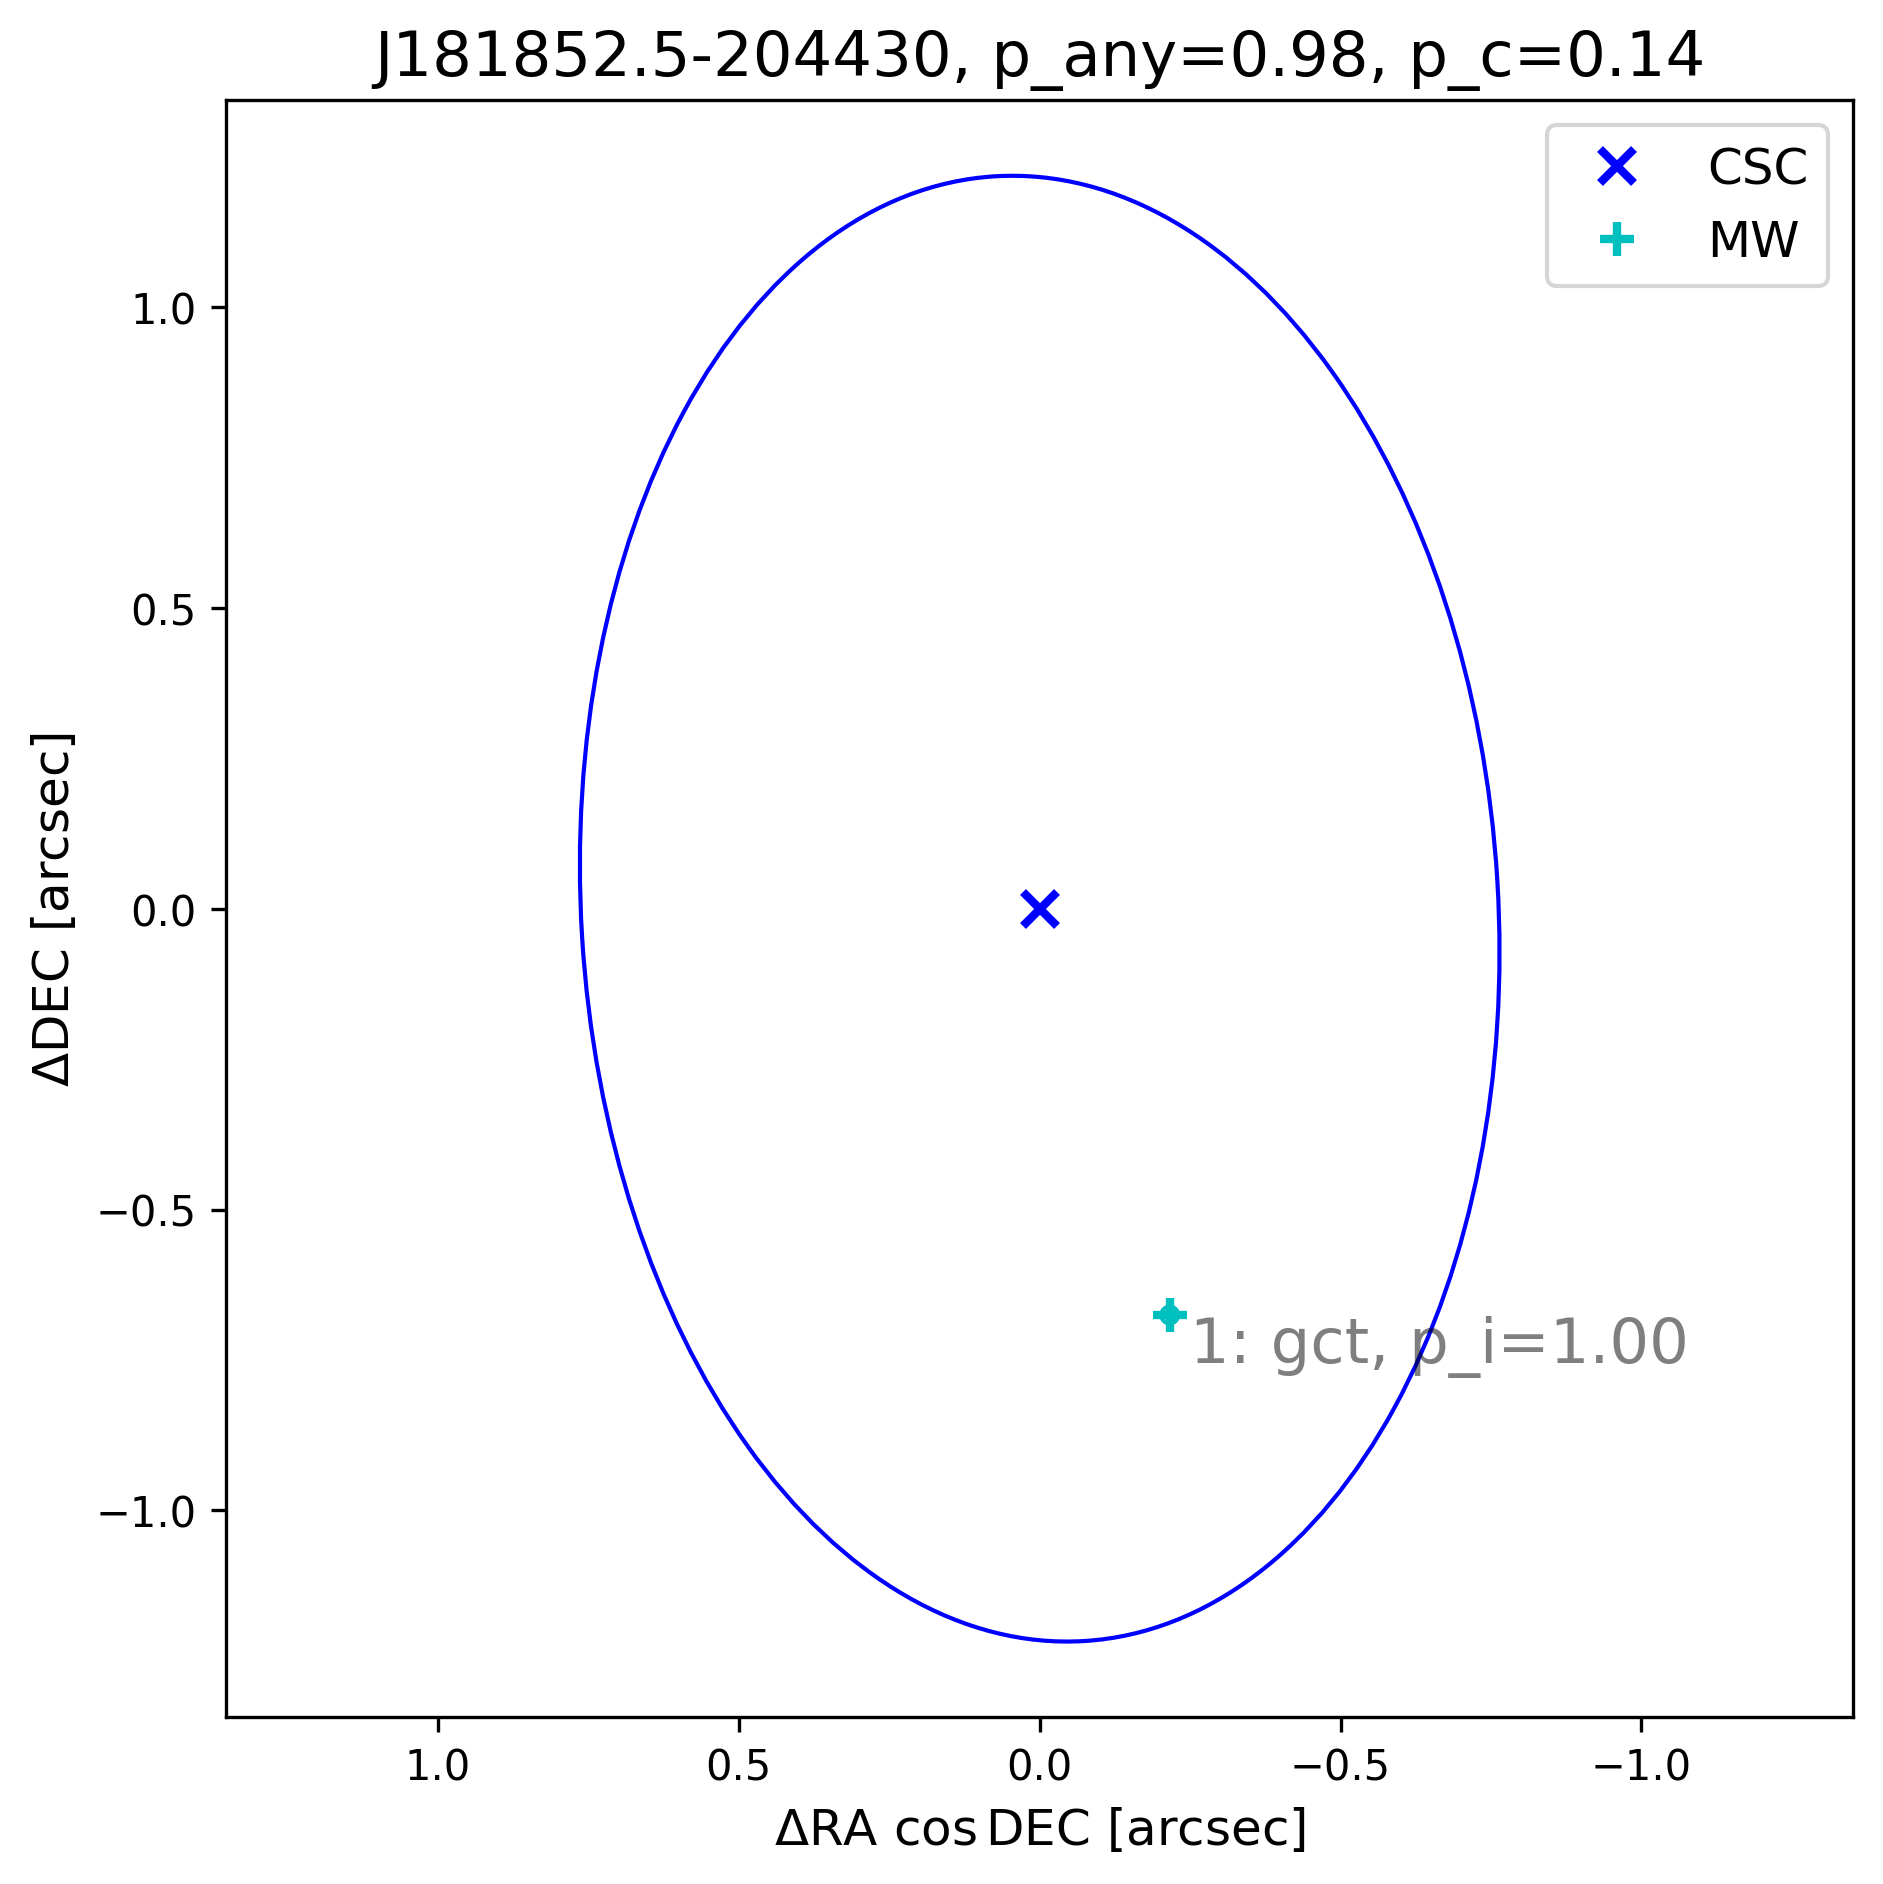 J181852.5-204430, p_any=0.98, p_c=0.14
CSC
MW
1.0
0.5
0.0
−0.5
−1.0
ΔDEC [arcsec]
1: gct, p_i=1.00
1.0
0.5
0.0
−0.5
−1.0
ΔRA cos DEC [arcsec]